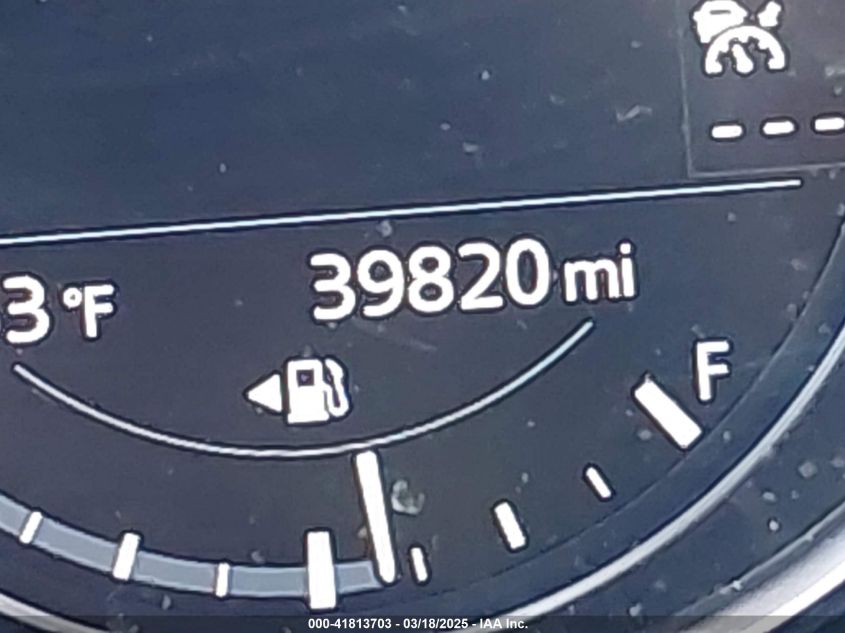 - - -
39820 mi
3 °F
F
000-41813703 - 03/18/2025 - IAA Inc.